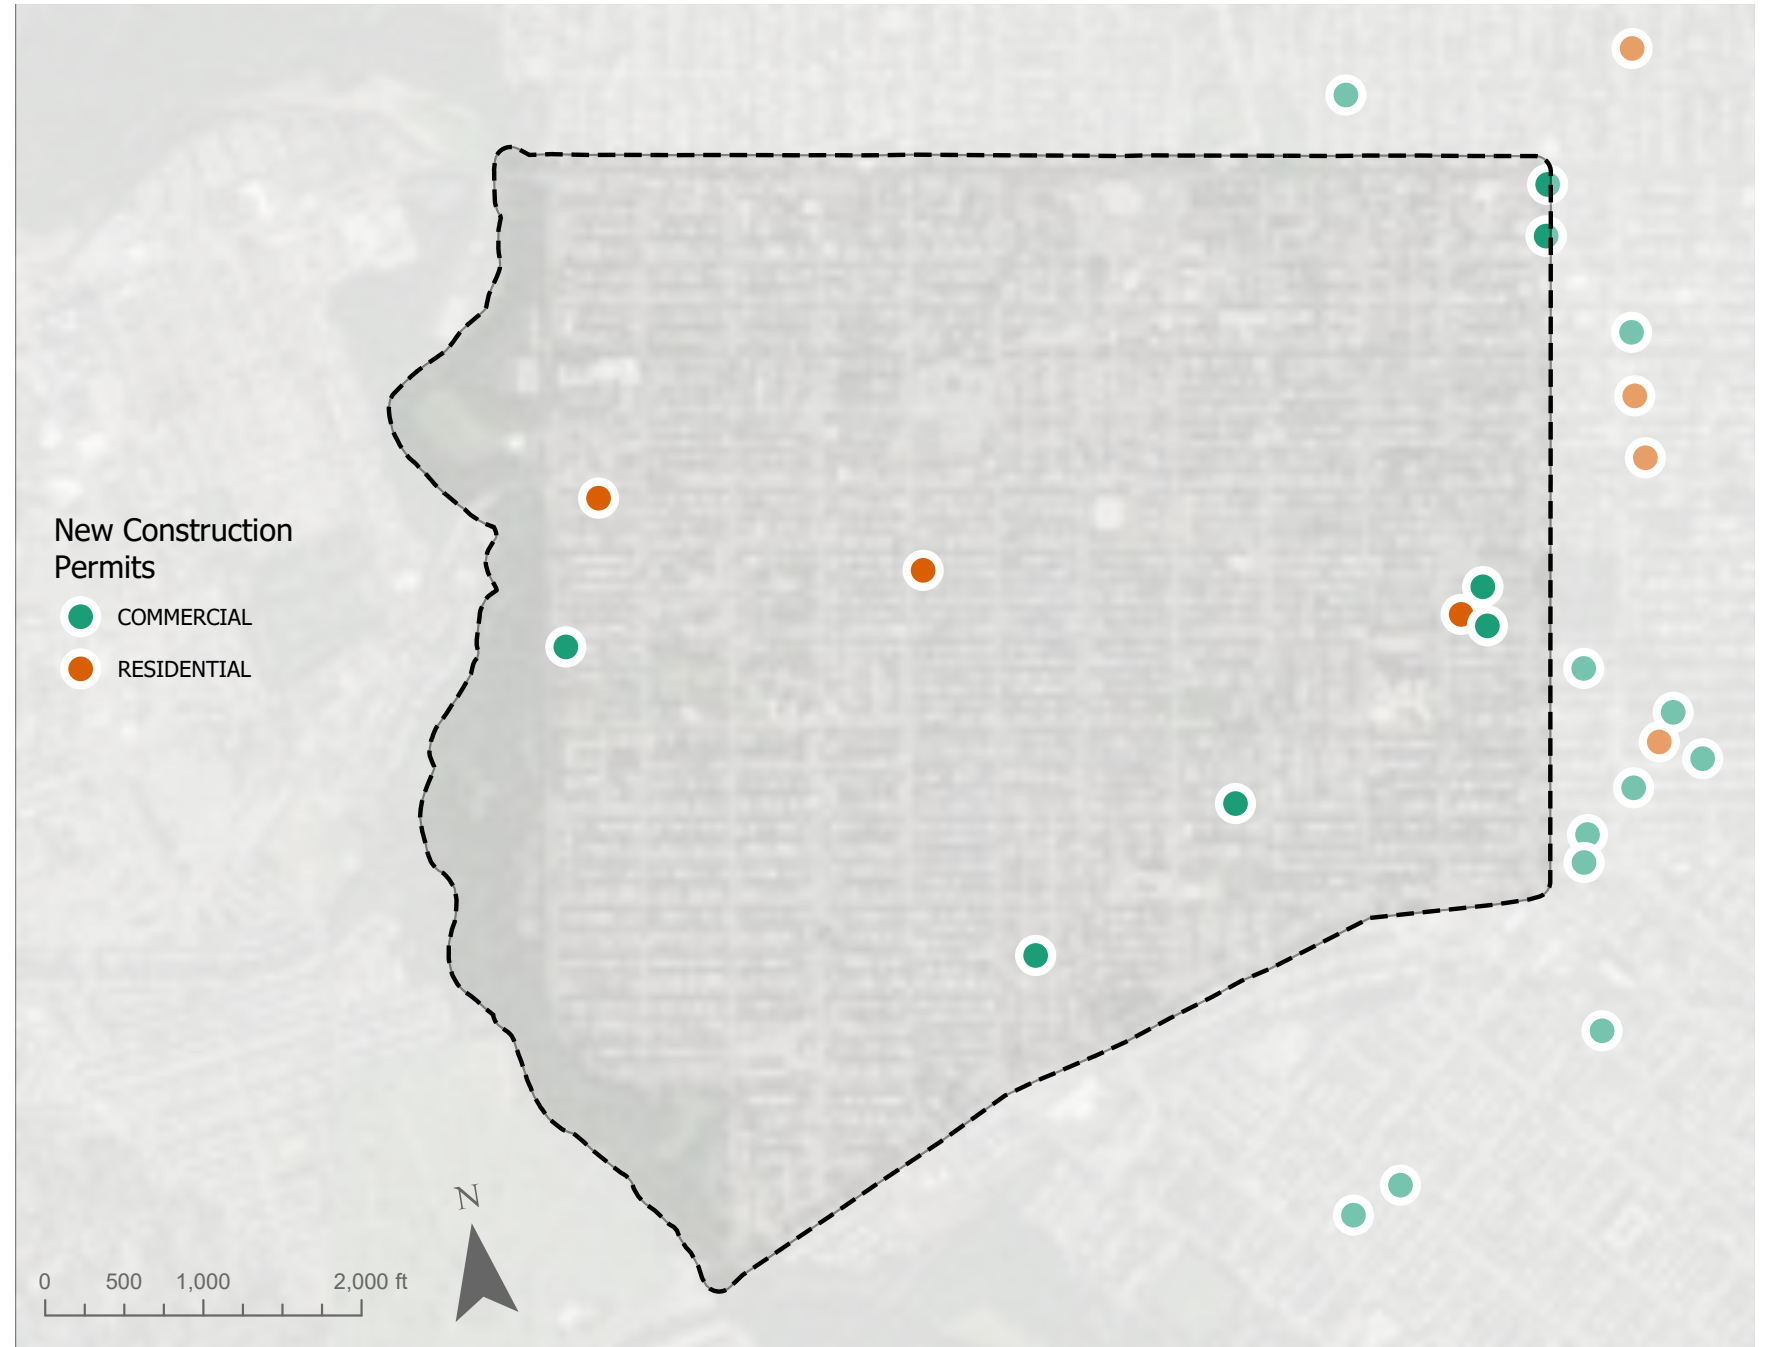 New Construction
Permits
COMMERCIAL
RESIDENTIAL
N
0 500 1,000 2,000 ft